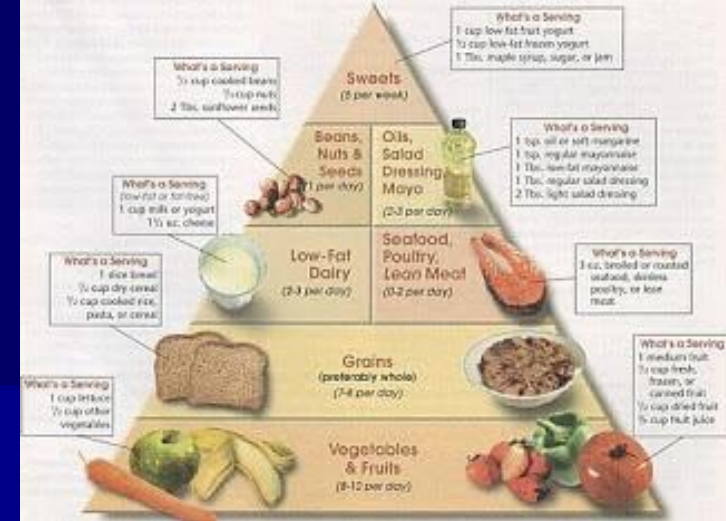 What's a Serving
1 cup low-fat fruit yogurt
½ cup low-fat frozen yogurt
1 Tbs. maple syrup, sugar, or jam
Sweets
(5 per week)
What's a Serving
cup cooked beans
cup nuts
2 Tbs. sunflower seeds
Beans,
Nuts &
Seeds
(1 per day)
Oils,
Salad
Dressing,
Mayo
(2-3 per day)
What's a Serving
1 tsp. oil or soft margarine
1 tsp. regular mayonnaise
1 Tbs. low-fat mayonnaise
1 Tbs. regular salad dressing
2 Tbs. light salad dressing
What's a Serving
(low-fat or fat-free)
1 cup milk or yogurt
1½ oz. cheese
Low-Fat
Dairy
(2-3 per day)
Seafood,
Poultry,
Lean Meat
(0-2 per day)
What's a Serving
3 oz. broiled or roasted
seafood, skinless
poultry, or lean
meat
What's a Serving
1 slice bread
½ cup dry cereal
½ cup cooked rice,
pasta, or cereal
Grains
(preferably whole)
(7-8 per day)
What's a Serving
1 cup lettuce
½ cup other
vegetables
Vegetables
& Fruits
(8-12 per day)
What's a Serving
1 medium fruit
½ cup fresh,
frozen, or
canned fruit
cup dried fruit
cup fruit juice